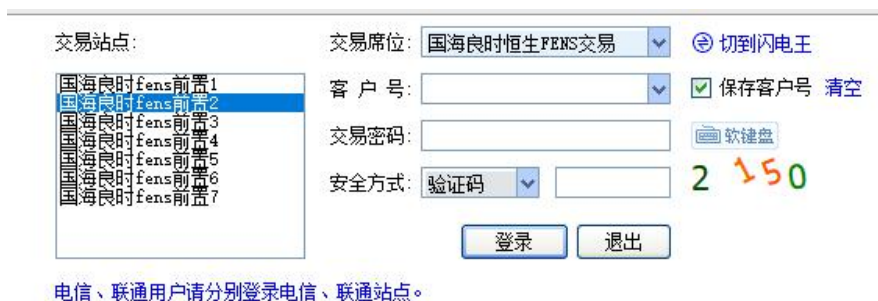 交易站点: 交易席位: 国海良时恒生FENS交易 切到闪电王
国海良时fens前置1
国海良时fens前置2
国海良时fens前置3
国海良时fens前置4
国海良时fens前置5
国海良时fens前置6
国海良时fens前置7
客 户 号: 保存客户号 清空
交易密码: 软键盘
安全方式: 验证码 2150
登录 退出
电信、联通用户请分别登录电信、联通站点。